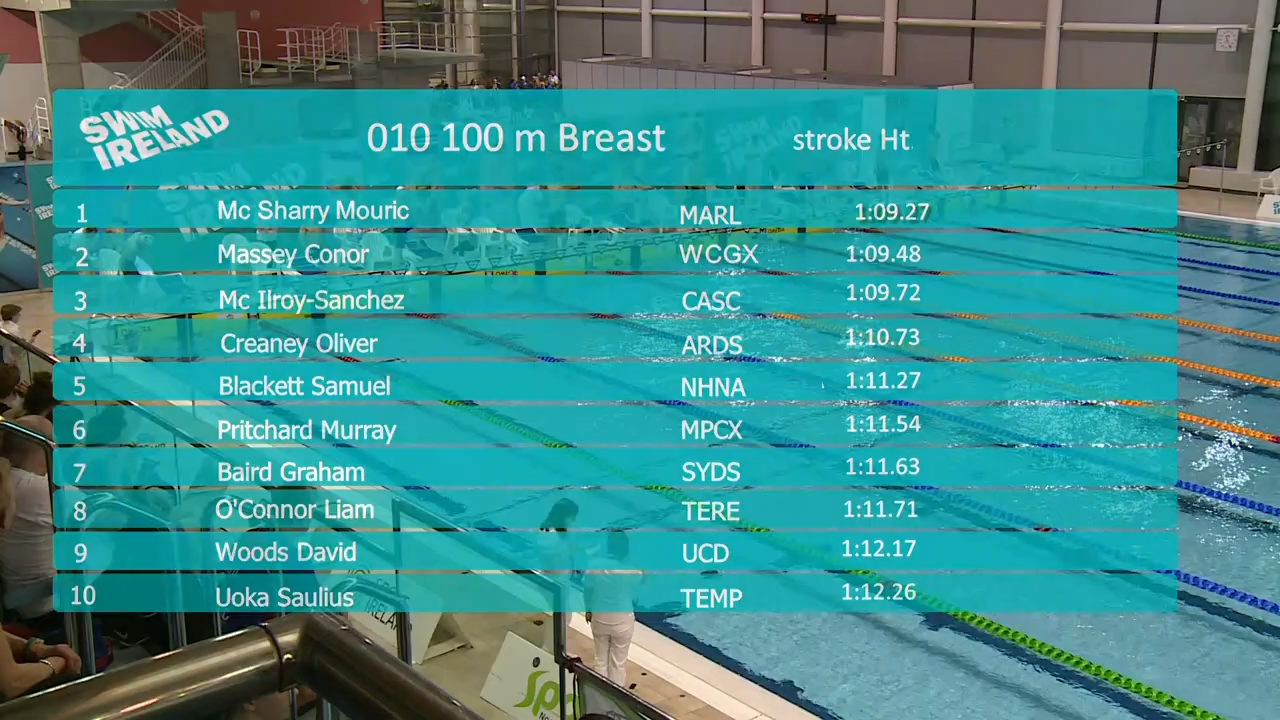 SWIM IRELAND
010 100 m Breast stroke Ht.
1 Mc Sharry Mouric MARL 1:09.27
2 Massey Conor WCGX 1:09.48
3 Mc Ilroy-Sanchez CASC 1:09.72
4 Creaney Oliver ARDS 1:10.73
5 Blackett Samuel NHNA 1:11.27
6 Pritchard Murray MPCX 1:11.54
7 Baird Graham SYDS 1:11.63
8 O'Connor Liam TERE 1:11.71
9 Woods David UCD 1:12.17
10 Uoka Saulius TEMP 1:12.26
IRELAND